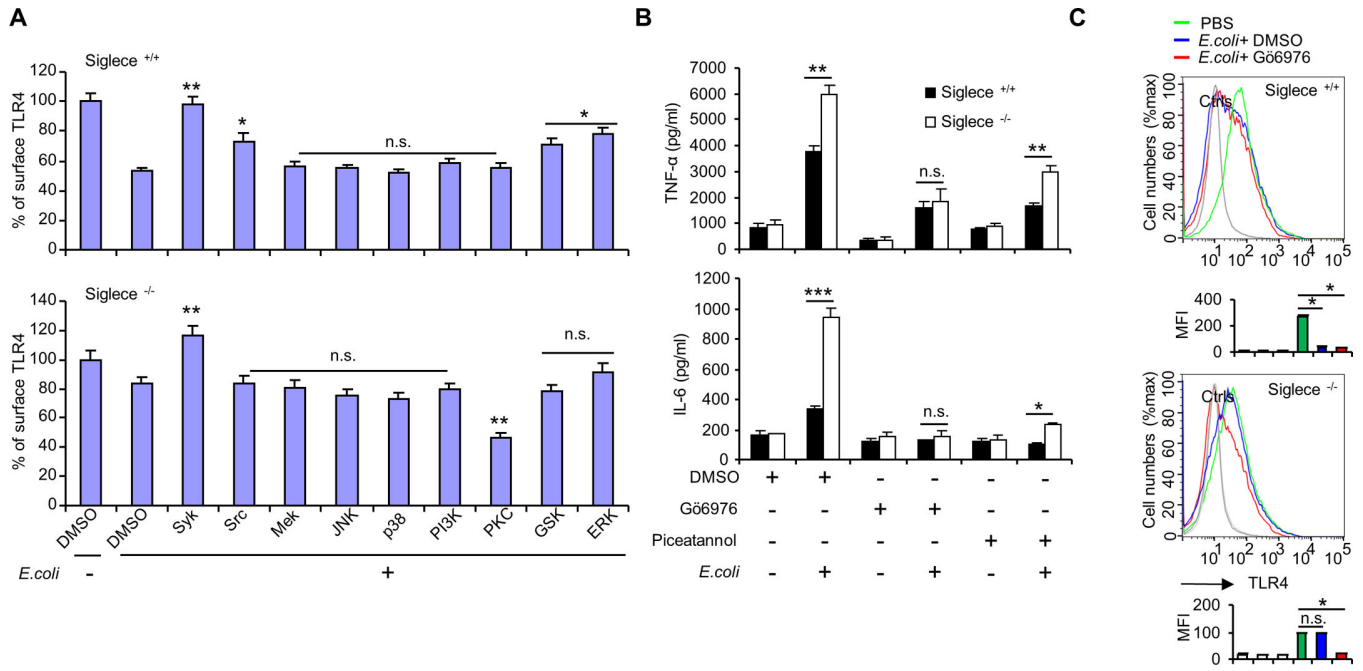 A
Siglece +/+
% of surface TLR4
120
100
80
60
40
20
0
**
*
n.s.
*
Siglece -/-
% of surface TLR4
140
120
100
80
60
40
20
0
**
n.s.
**
n.s.
DMSO DMSO Syk Src Mek JNK p38 PI3K PKC GSK ERK
E.coli - +
B
TNF-α (pg/ml)
7000
6000
5000
4000
3000
2000
1000
0
**
n.s.
**
Siglece +/+
Siglece -/-
IL-6 (pg/ml)
1200
1000
800
600
400
200
0
***
n.s.
*
DMSO + + - - - -
Gö6976 - - + + - -
Piceatannol - - - - + +
E.coli - + - + - +
C
PBS
E.coli+ DMSO
E.coli+ Gö6976
Cell numbers (%max)
0 20 40 60 80 100
Ctrls
Siglece +/+
10¹ 10² 10³ 10⁴ 10⁵
MFI
400
200
0
*
*
Cell numbers (%max)
0 20 40 60 80 100
Ctrls
Siglece -/-
10¹ 10² 10³ 10⁴ 10⁵
TLR4
MFI
200
100
0
*
n.s.